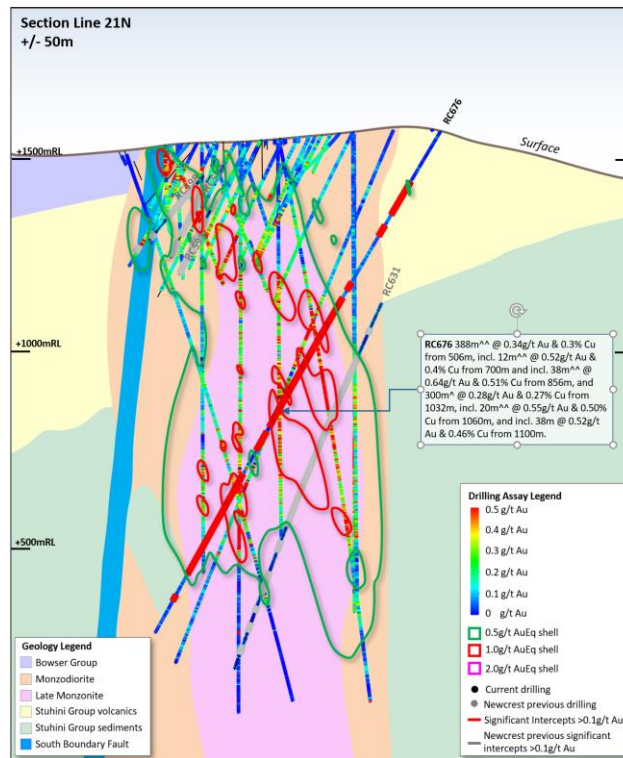 Section Line 21N
+/- 50m
RC676
Surface
+1500mRL
RC631
+1000mRL
RC676 388m^^ @ 0.34g/t Au & 0.3% Cu
from 506m, incl. 12m^^ @ 0.52g/t Au &
0.4% Cu from 700m and incl. 38m^^ @
0.64g/t Au & 0.51% Cu from 856m, and
300m^ @ 0.28g/t Au & 0.27% Cu from
1032m, incl. 20m^^ @ 0.55g/t Au & 0.50%
Cu from 1060m, and incl. 38m @ 0.52g/t
Au & 0.46% Cu from 1100m.
+500mRL
Drilling Assay Legend
0.5 g/t Au
0.4 g/t Au
0.3 g/t Au
0.2 g/t Au
0.1 g/t Au
0 g/t Au
0.5g/t AuEq shell
1.0g/t AuEq shell
2.0g/t AuEq shell
Current drilling
Newcrest previous drilling
Significant Intercepts >0.1g/t Au
Newcrest previous significant
intercepts >0.1g/t Au
Geology Legend
Bowser Group
Monzodiorite
Late Monzonite
Stuhini Group volcanics
Stuhini Group sediments
South Boundary Fault